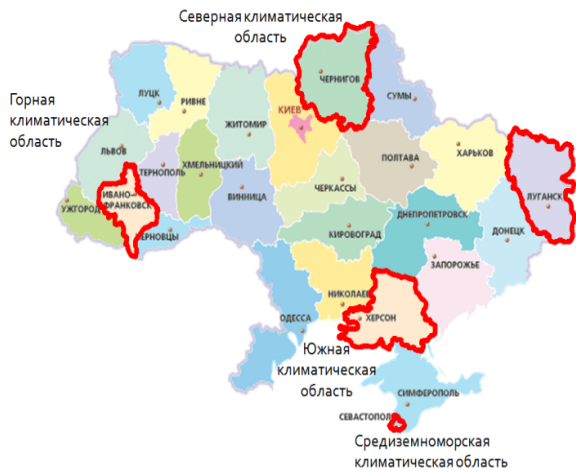 Северная климатическая
область
ЧЕРНИГОВ
ЛУЦК
РИВНЕ
СУМЫ
Горная
климатическая
область
КИЕВ
ЖИТОМИР
ЛЬВОВ
ТЕРНОПОЛЬ
ХМЕЛЬНИЦКИЙ
ПОЛТАВА
ХАРЬКОВ
ЧЕРКАССЫ
ВИННИЦА
ИВАНО-
ФРАНКОВСК
УЖГОРОД
ЧЕРНОВЦЫ
ЛУГАНСК
ДНЕПРОПЕТРОВСК
КИРОВОГРАД
ДОНЕЦК
ЗАПОРОЖЬЕ
НИКОЛАЕВ
ОДЕССА
ХЕРСОН
Южная
климатическая
область
СИМФЕРОПОЛЬ
СЕВАСТОПОЛЬ
Средиземноморская
климатическая область